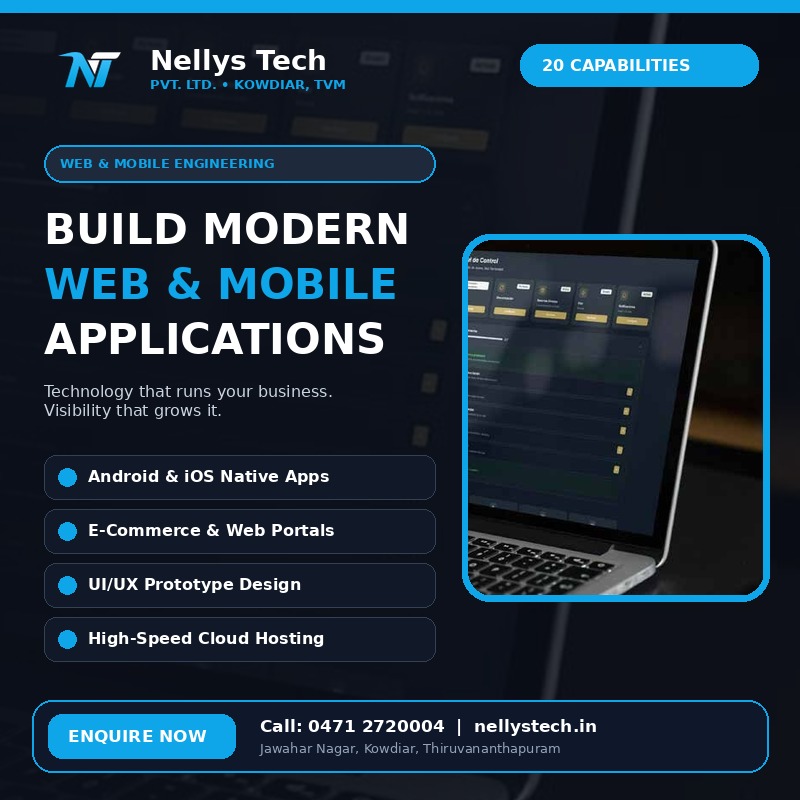 Nellys Tech
PVT. LTD. • KOWDIAR, TVM
20 CAPABILITIES
WEB & MOBILE ENGINEERING
BUILD MODERN
WEB & MOBILE
APPLICATIONS
Technology that runs your business.
Visibility that grows it.
Android & iOS Native Apps
E-Commerce & Web Portals
UI/UX Prototype Design
High-Speed Cloud Hosting
ENQUIRE NOW
Call: 0471 2720004 | nellystech.in
Jawahar Nagar, Kowdiar, Thiruvananthapuram